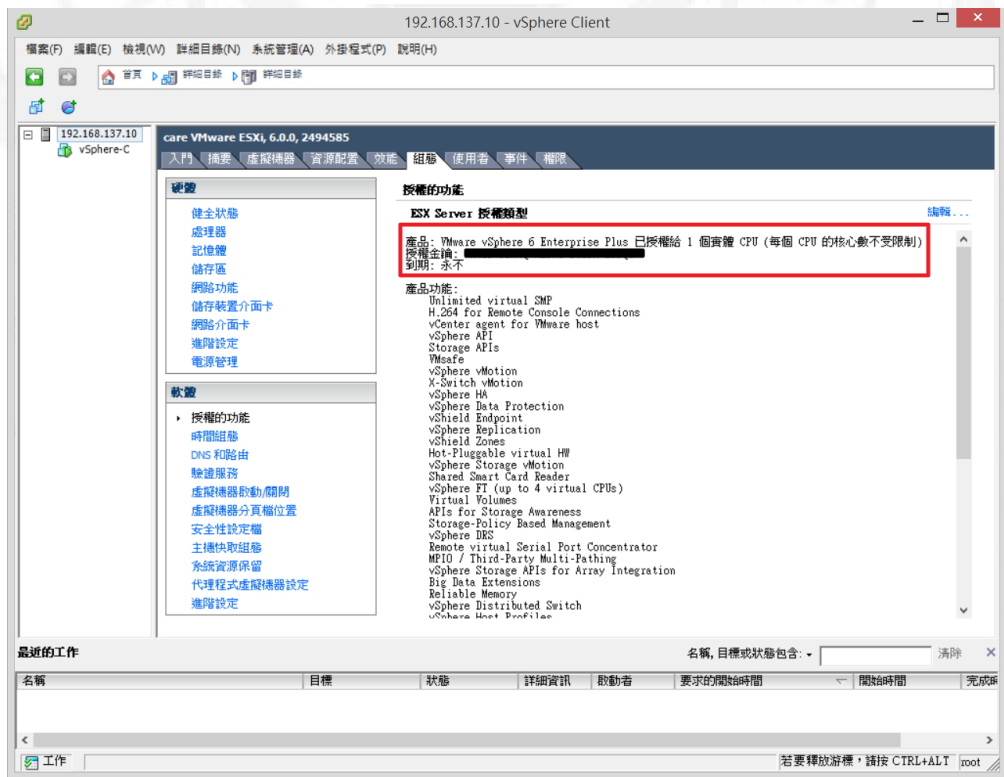 192.168.137.10 - vSphere Client
檔案(F) 編輯(E) 檢視(W) 詳細目錄(N) 系統管理(A) 外掛程式(P) 說明(H)
首頁 詳細目錄 詳細目錄
192.168.137.10
vSphere-C
care VMware ESXi, 6.0.0, 2494585
入門 摘要 虛擬機器 資源配置 效能 組態 使用者 事件 權限
硬體
健全狀態
處理器
記憶體
儲存區
網路功能
儲存裝置介面卡
網路介面卡
進階設定
電源管理
軟體
授權的功能
時間組態
DNS 和路由
驗證服務
虛擬機器啟動/關閉
虛擬機器分頁檔位置
安全性設定檔
主機快取組態
系統資源保留
代理程式虛擬機器設定
進階設定
授權的功能
ESX Server 授權類型
編輯...
產品: VMware vSphere 6 Enterprise Plus 已授權給 1 個實體 CPU (每個 CPU 的核心數不受限制)
授權金鑰:
到期: 永不
產品功能:
Unlimited virtual SMP
H.264 for Remote Console Connections
vCenter agent for VMware host
vSphere API
Storage APIs
VMsafe
vSphere vMotion
X-Switch vMotion
vSphere HA
vSphere Data Protection
vShield Endpoint
vSphere Replication
vShield Zones
Hot-Pluggable virtual HW
vSphere Storage vMotion
Shared Smart Card Reader
vSphere FT (up to 4 virtual CPUs)
Virtual Volumes
APIs for Storage Awareness
Storage-Policy Based Management
vSphere DRS
Remote virtual Serial Port Concentrator
MPIO / Third-Party Multi-Pathing
vSphere Storage APIs for Array Integration
Big Data Extensions
Reliable Memory
vSphere Distributed Switch
vSphere Host Profiles
最近的工作
名稱, 目標或狀態包含:
清除
名稱 目標 狀態 詳細資訊 啟動者 要求的開始時間 開始時間 完成時
工作
若要釋放游標，請按 CTRL+ALT
root